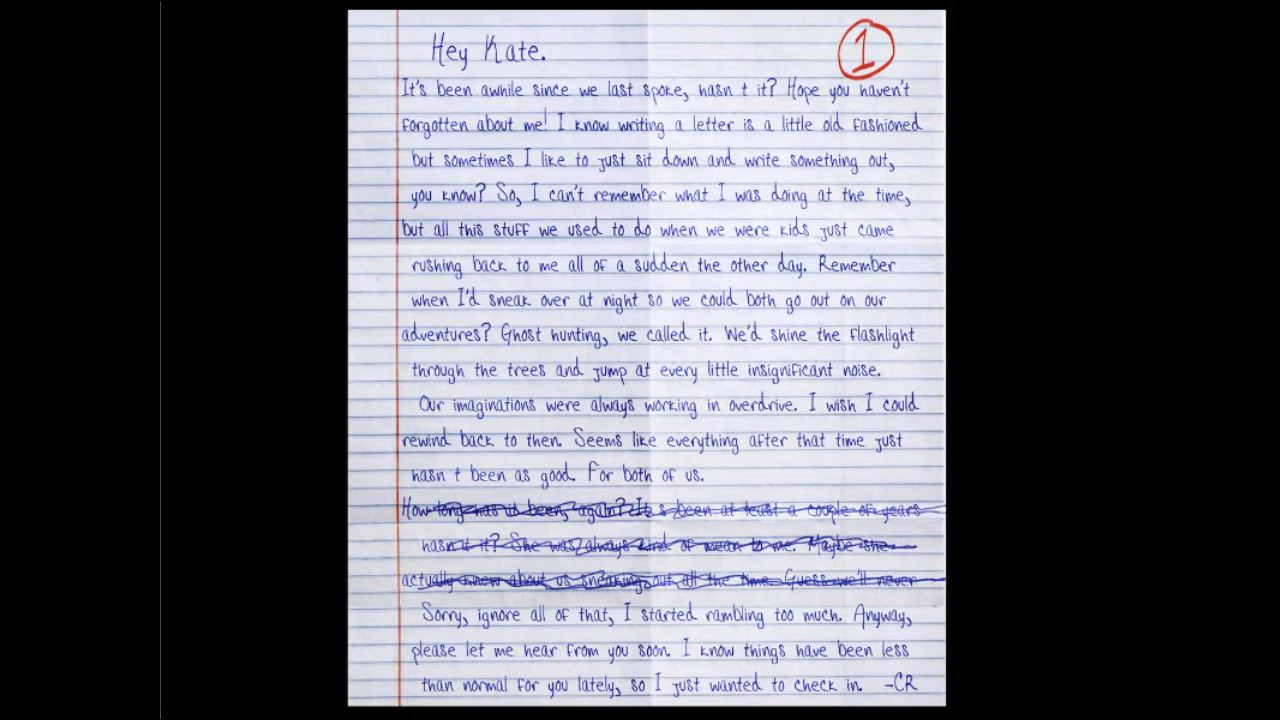 Hey Kate.
1
It's been awhile since we last spoke, hasn t it? Hope you haven't
forgotten about me! I know writing a letter is a little old fashioned
but sometimes I like to just sit down and write something out,
you know? So, I can't remember what I was doing at the time,
but all this stuff we used to do when we were kids just came
rushing back to me all of a sudden the other day. Remember
when I'd sneak over at night so we could both go out on our
adventures? Ghost hunting, we called it. We'd shine the flashlight
through the trees and jump at every little insignificant noise.
Our imaginations were always working in overdrive. I wish I could
rewind back to then. Seems like everything after that time just
hasn t been as good. For both of us.
How long has it been, again? It s been at least a couple of years
hasn t it? She was always kind of mean to me. Maybe she
actually knew about us sneaking out all the time. Guess we'll never
Sorry, ignore all of that, I started rambling too much. Anyway,
please let me hear from you soon. I know things have been less
than normal for you lately, so I just wanted to check in. -CR